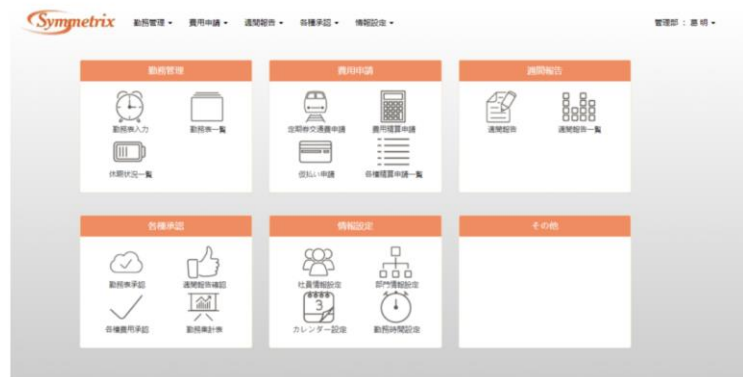 Symmetrix 勤務管理 費用申請 週間報告 各種承認 情報設定 管理部 : 惠 明
勤務管理 費用申請 週間報告
勤務表入力 勤務表一覧 定期券交通費申請 費用精算申請 週間報告 週間報告一覧
休暇状況一覧 仮払い申請 各種精算申請一覧
各種承認 情報設定 その他
勤務表承認 週間報告確認 社員情報設定 部門情報設定
3
各種費用承認 勤務集計表 カレンダー設定 勤務時間設定